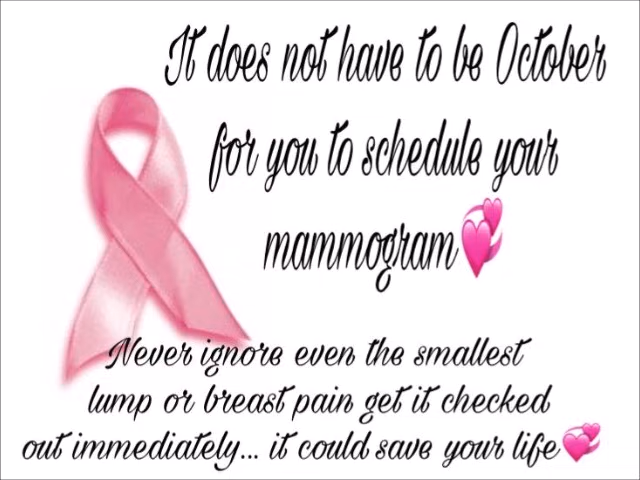 It does not have to be October
for you to schedule your
mammogram💞
Never ignore even the smallest
lump or breast pain get it checked
out immediately... it could save your life💞